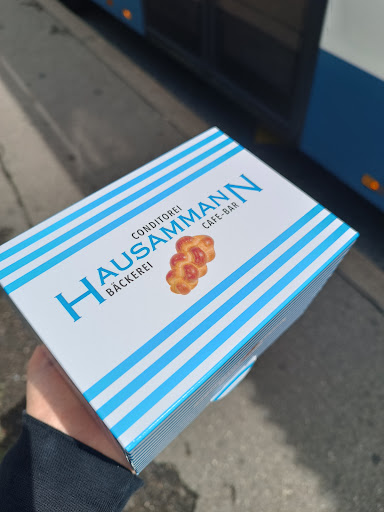 CONDITOREI
HAUSAMMANN
BÄCKEREI
CAFE-BAR